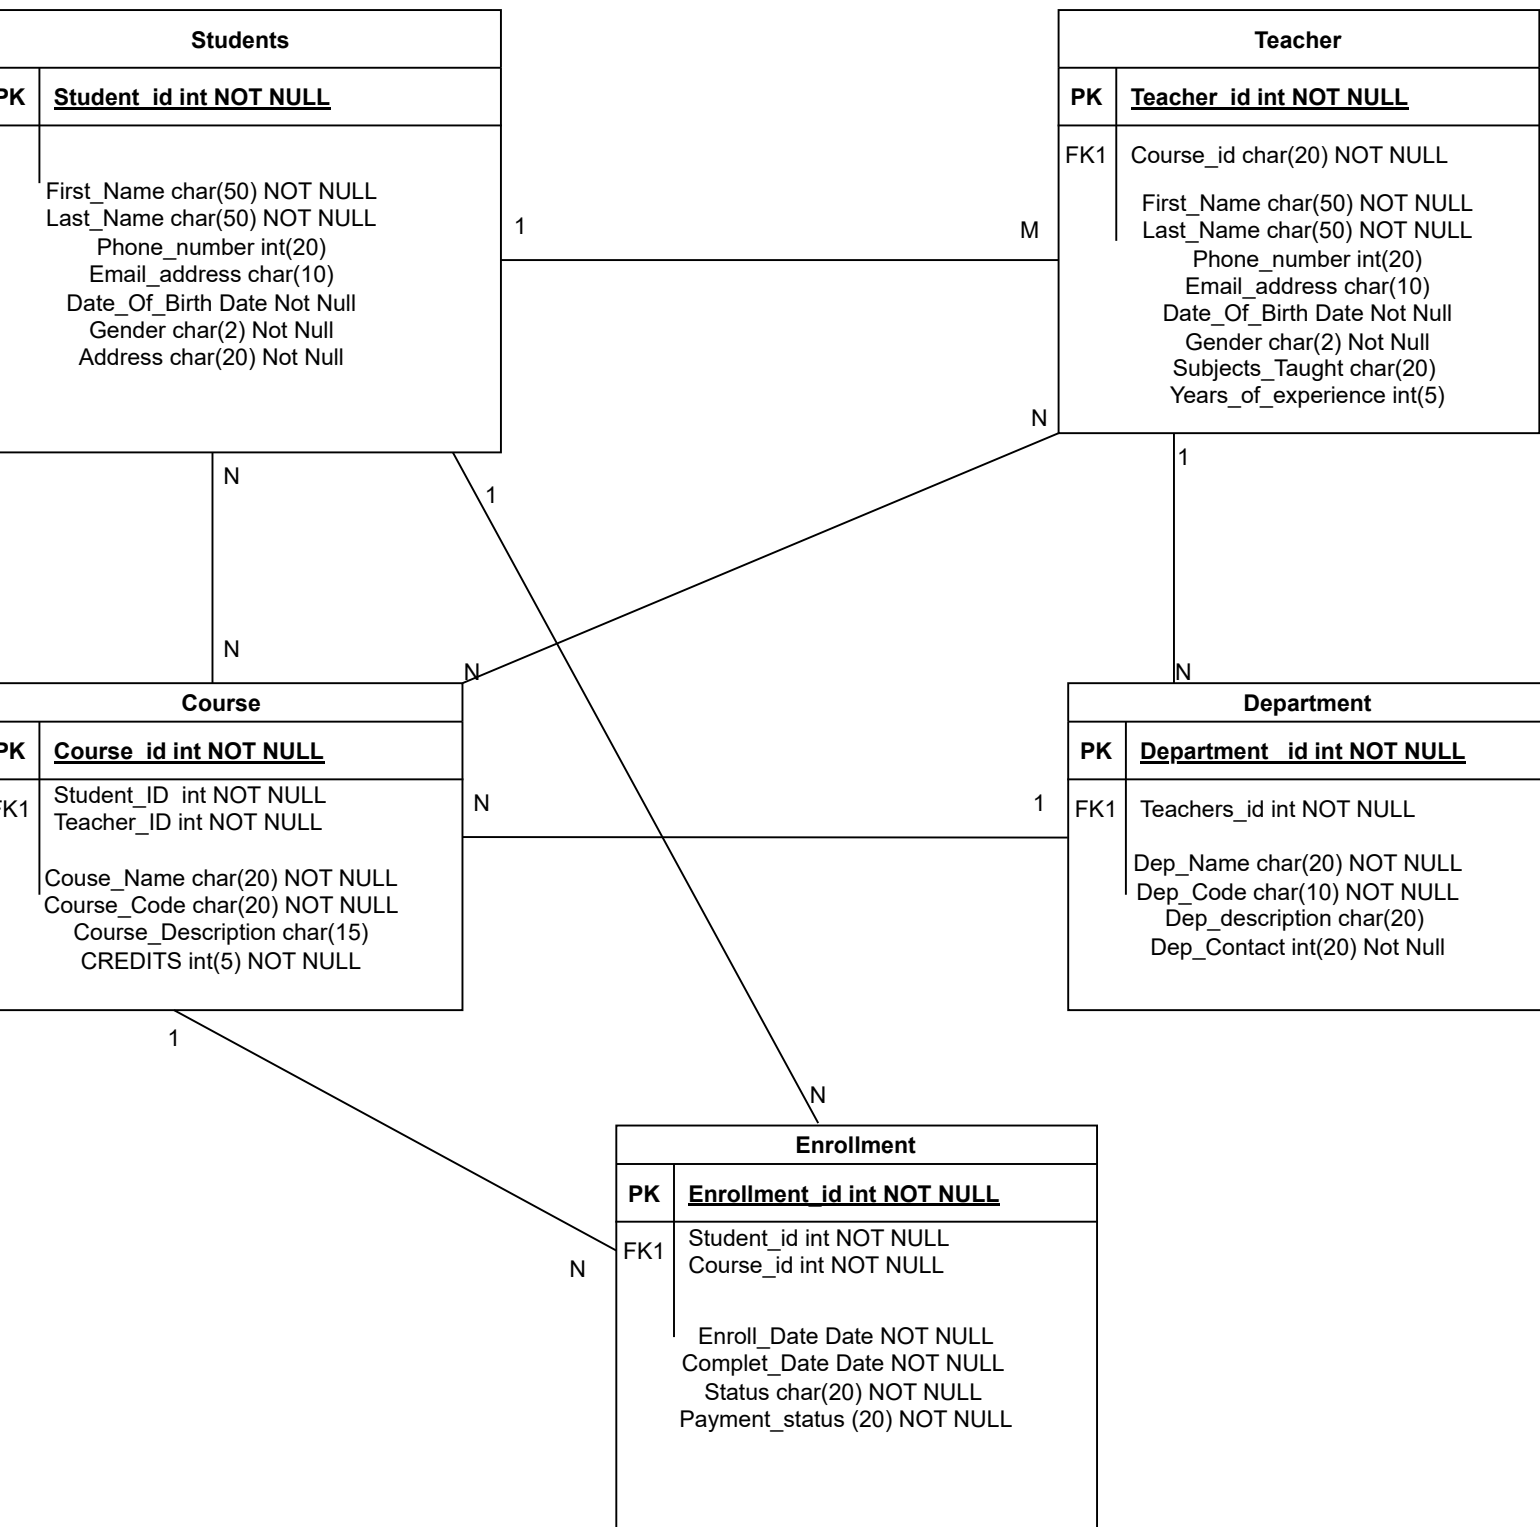 Students
PK Student_id int NOT NULL
First_Name char(50) NOT NULL
Last_Name char(50) NOT NULL
Phone_number int(20)
Email_address char(10)
Date_Of_Birth Date Not Null
Gender char(2) Not Null
Address char(20) Not Null
Teacher
PK Teacher_id int NOT NULL
FK1 Course_id char(20) NOT NULL
First_Name char(50) NOT NULL
Last_Name char(50) NOT NULL
Phone_number int(20)
Email_address char(10)
Date_Of_Birth Date Not Null
Gender char(2) Not Null
Subjects_Taught char(20)
Years_of_experience int(5)
1 M
N
N 1 1
N N N
Course
PK Course_id int NOT NULL
FK1 Student_ID int NOT NULL
Teacher_ID int NOT NULL
Couse_Name char(20) NOT NULL
Course_Code char(20) NOT NULL
Course_Description char(15)
CREDITS int(5) NOT NULL
N 1
Department
PK Department_ id int NOT NULL
FK1 Teachers_id int NOT NULL
Dep_Name char(20) NOT NULL
Dep_Code char(10) NOT NULL
Dep_description char(20)
Dep_Contact int(20) Not Null
1
N
N
Enrollment
PK Enrollment_id int NOT NULL
FK1 Student_id int NOT NULL
Course_id int NOT NULL
Enroll_Date Date NOT NULL
Complet_Date Date NOT NULL
Status char(20) NOT NULL
Payment_status (20) NOT NULL